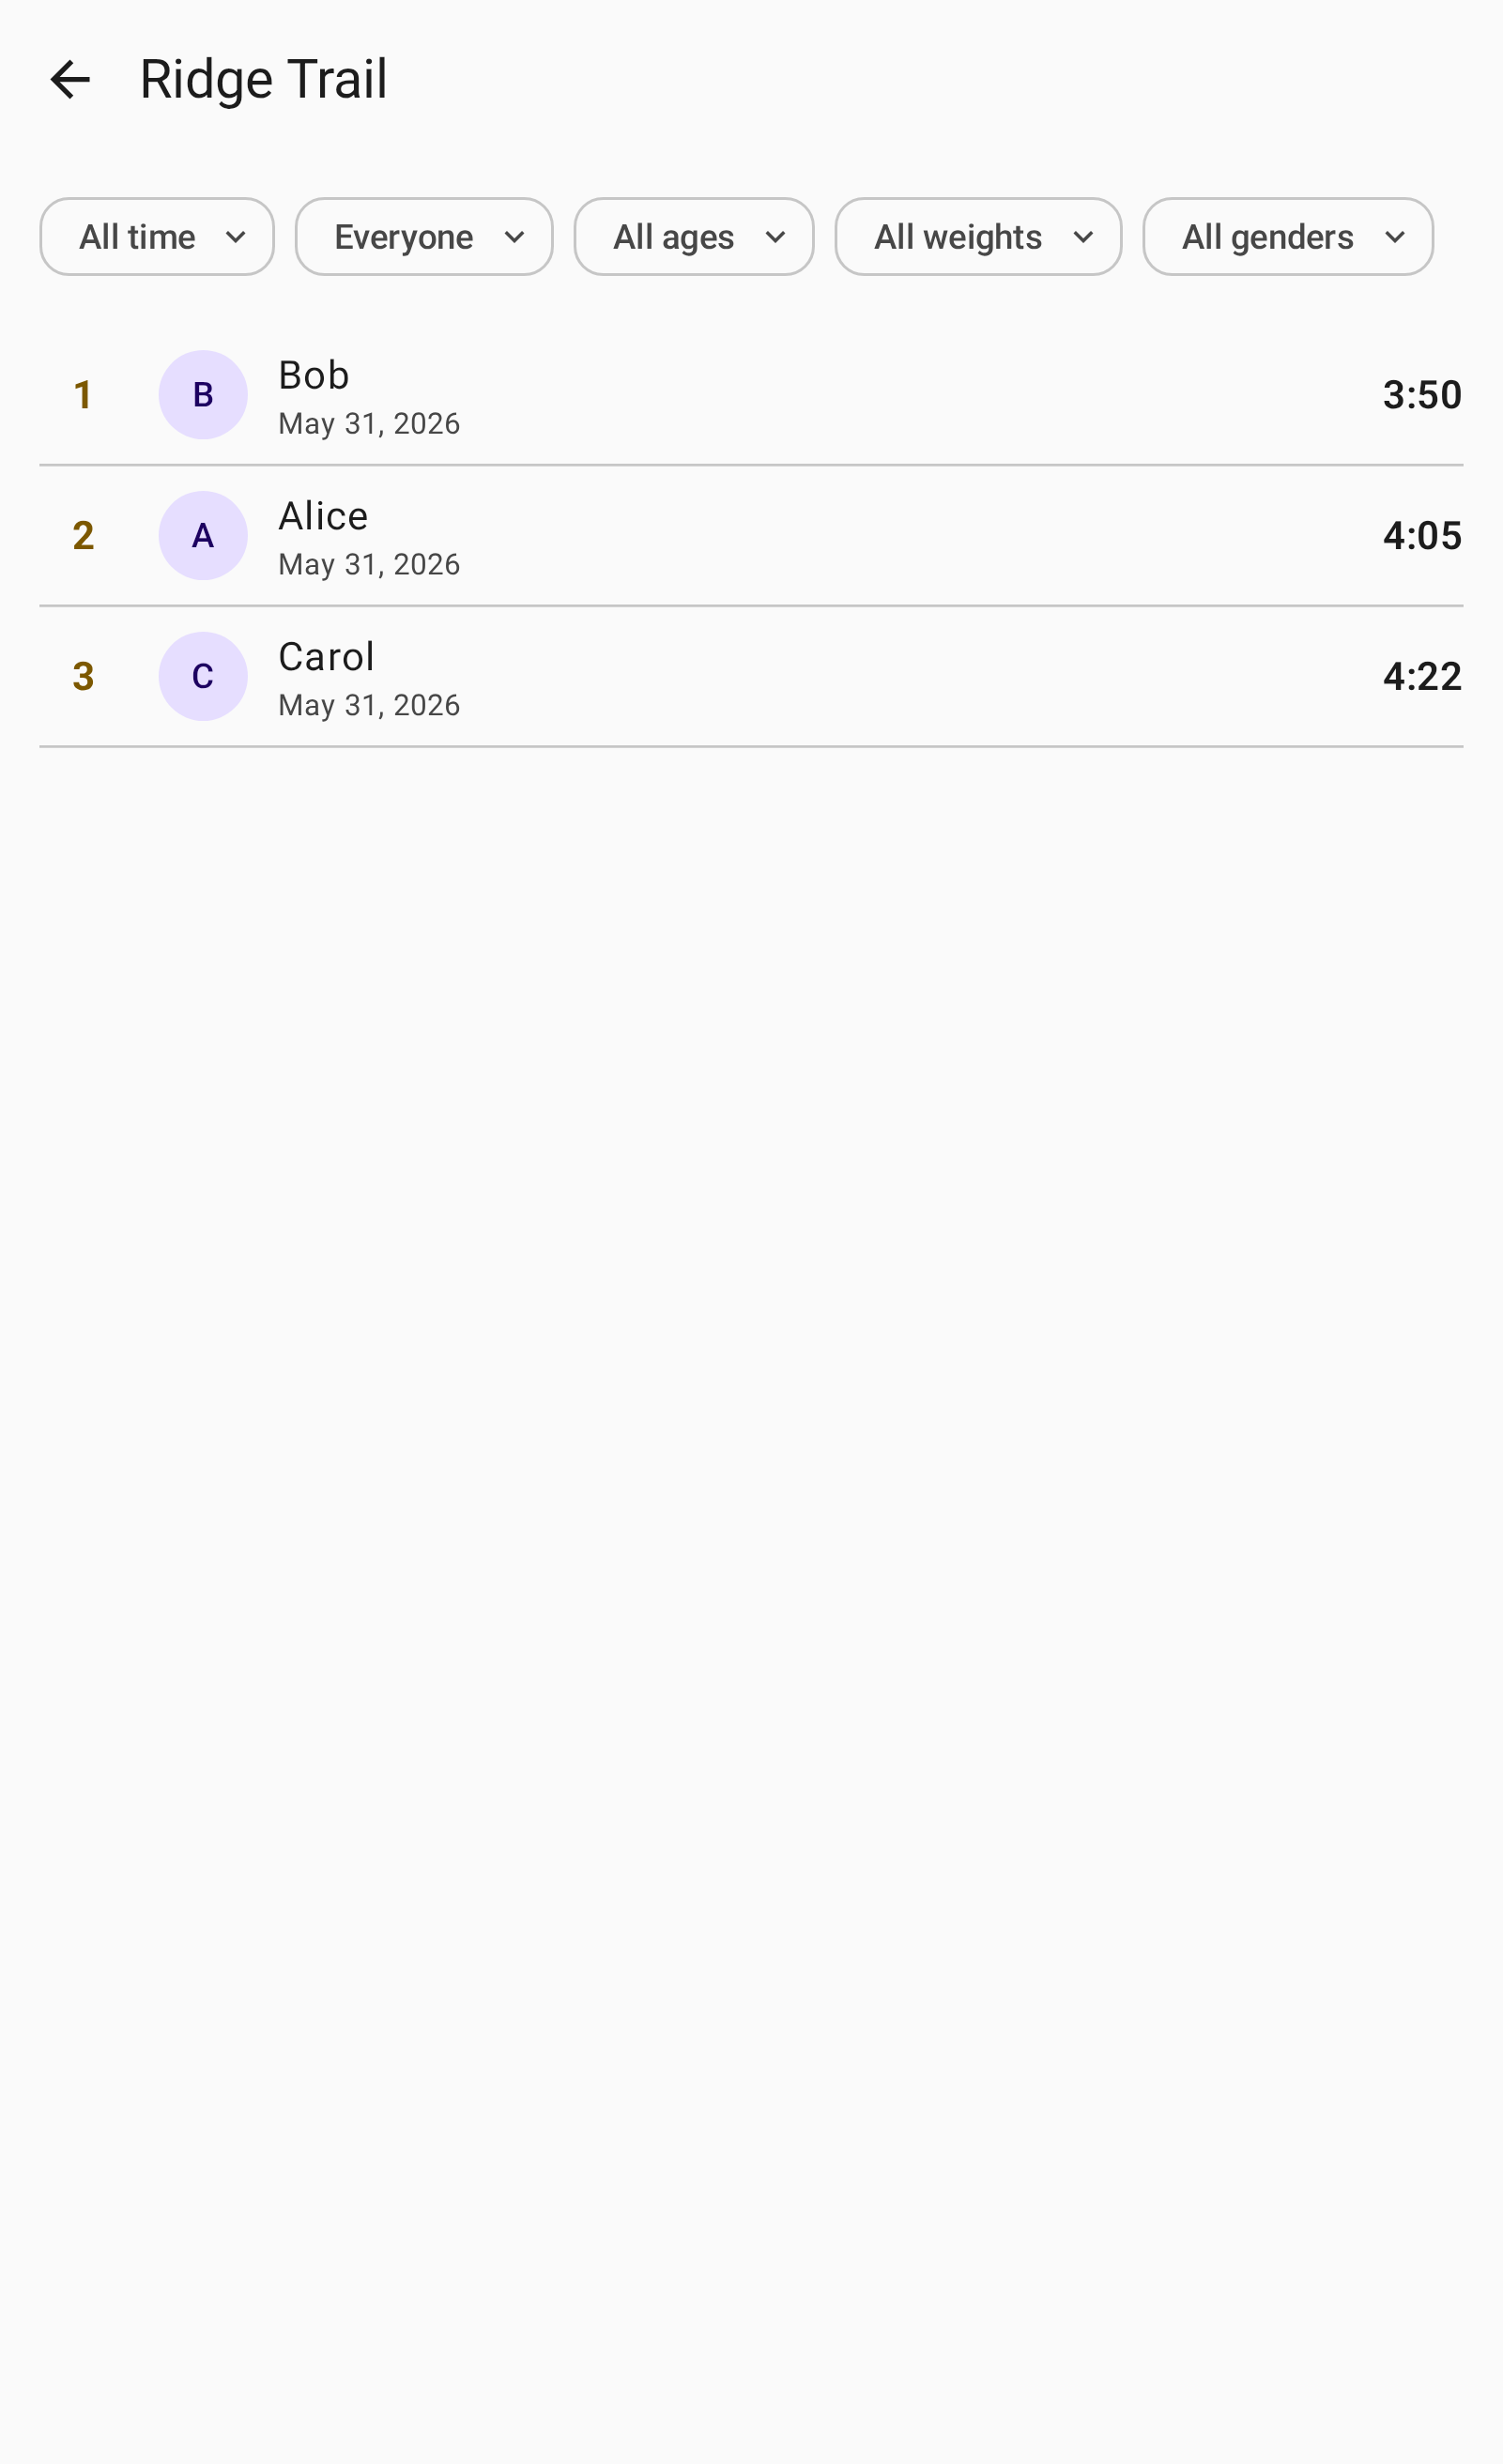 Ridge Trail
All time Everyone All ages All weights All genders
1 B Bob 3:50
May 31, 2026
2 A Alice 4:05
May 31, 2026
3 C Carol 4:22
May 31, 2026